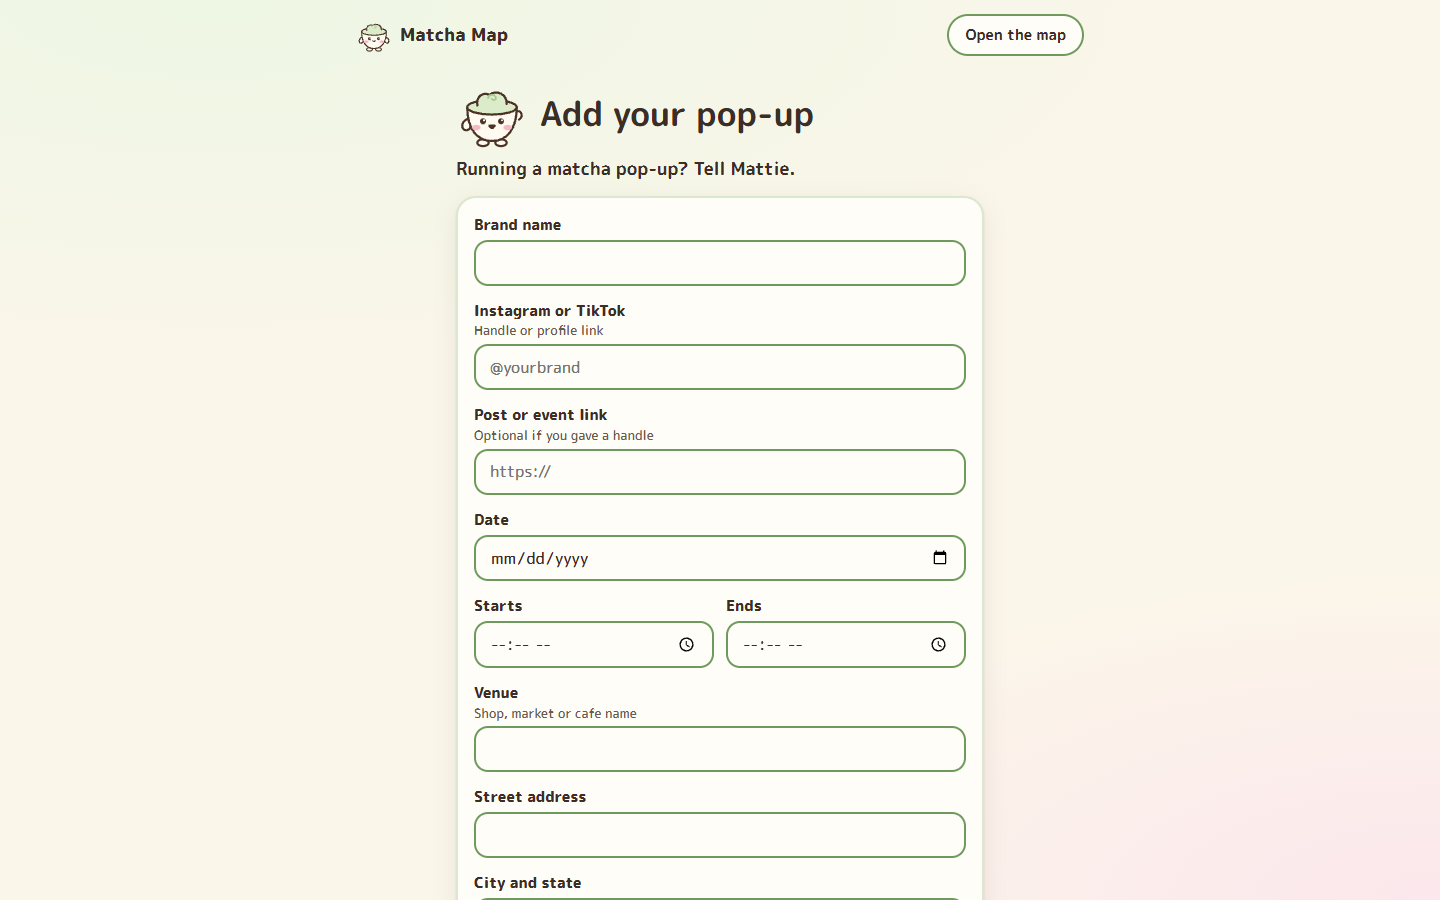 Matcha Map
Open the map
Add your pop-up
Running a matcha pop-up? Tell Mattie.
Brand name
Instagram or TikTok
Handle or profile link
@yourbrand
Post or event link
Optional if you gave a handle
https://
Date
mm/dd/yyyy
Starts
Ends
--:-- --
--:-- --
Venue
Shop, market or cafe name
Street address
City and state